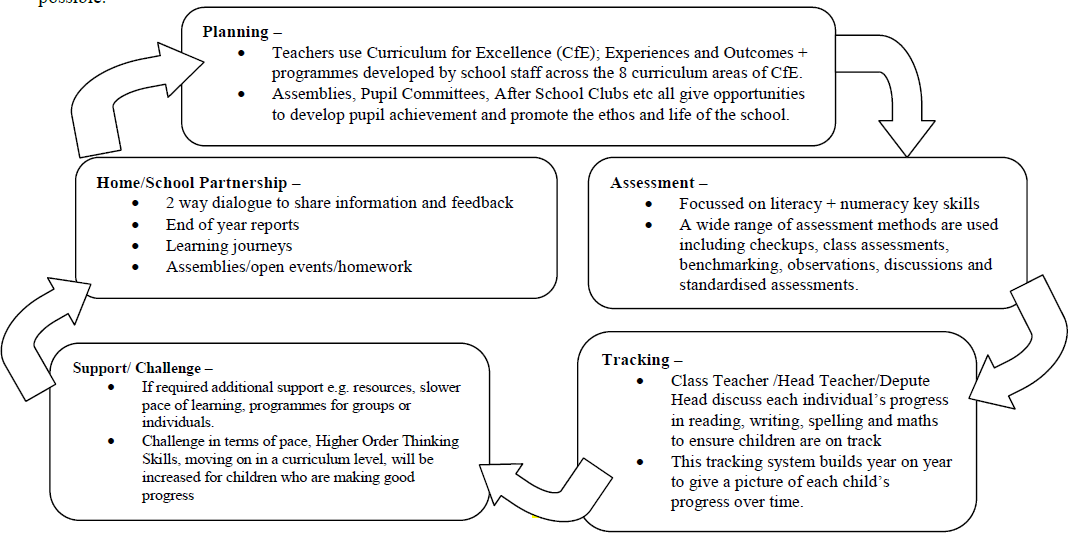 possible.
Planning –
• Teachers use Curriculum for Excellence (CfE); Experiences and Outcomes +
programmes developed by school staff across the 8 curriculum areas of CfE.
• Assemblies, Pupil Committees, After School Clubs etc all give opportunities
to develop pupil achievement and promote the ethos and life of the school.
Home/School Partnership –
• 2 way dialogue to share information and feedback
• End of year reports
• Learning journeys
• Assemblies/open events/homework
Assessment –
• Focussed on literacy + numeracy key skills
• A wide range of assessment methods are used
including checkups, class assessments,
benchmarking, observations, discussions and
standardised assessments.
Support/ Challenge –
• If required additional support e.g. resources, slower
pace of learning, programmes for groups or
individuals.
• Challenge in terms of pace, Higher Order Thinking
Skills, moving on in a curriculum level, will be
increased for children who are making good
progress
Tracking –
• Class Teacher /Head Teacher/Depute
Head discuss each individual’s progress
in reading, writing, spelling and maths
to ensure children are on track
• This tracking system builds year on year
to give a picture of each child’s
progress over time.